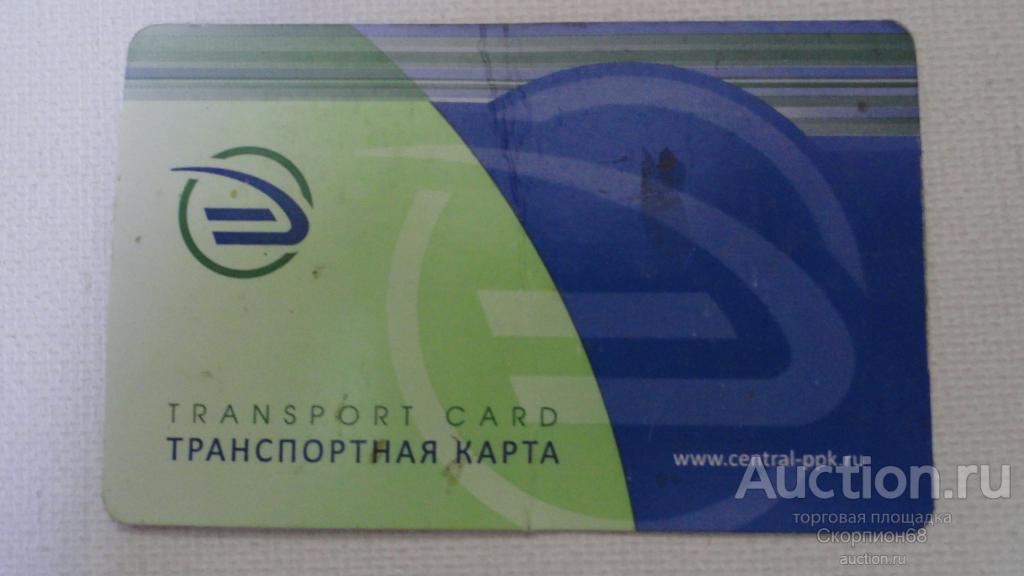 TRANSPORT CARD
ТРАНСПОРТНАЯ КАРТА
www.central-ppk.ru
Auction.ru
торговая площадка
Скорпион68
auction.ru